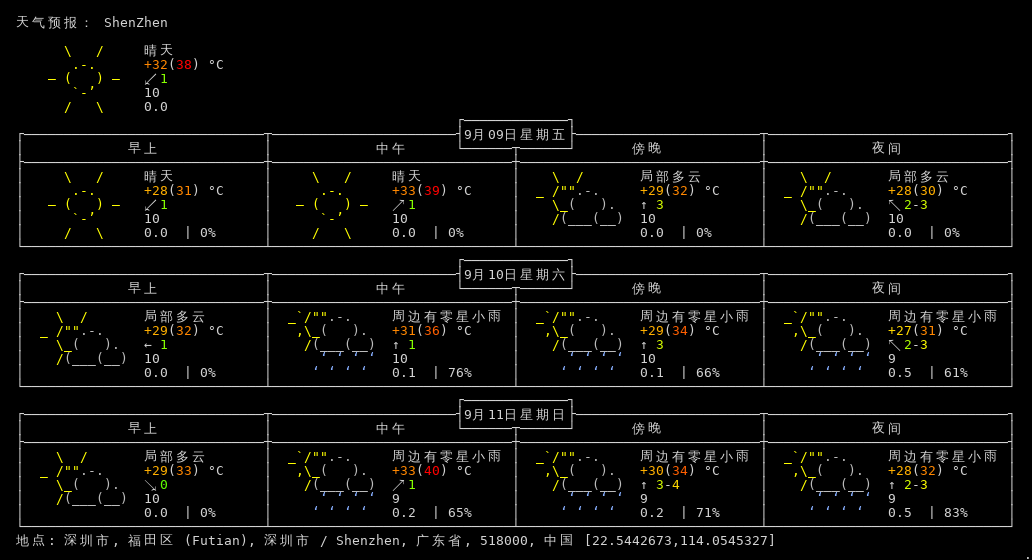 天气预报: ShenZhen
晴天
+32(38) °C
↙ 1
10
0.0
9月09日星期五
早上 中午 傍晚 夜间
晴天 晴天 局部多云 局部多云
+28(31) °C +33(39) °C +29(32) °C +28(30) °C
↙ 1 ↗ 1 ↑ 3 ↖ 2-3
10 10 10 10
0.0 | 0% 0.0 | 0% 0.0 | 0% 0.0 | 0%
9月10日星期六
早上 中午 傍晚 夜间
局部多云 周边有零星小雨 周边有零星小雨 周边有零星小雨
+29(32) °C +31(36) °C +29(34) °C +27(31) °C
← 1 ↑ 1 ↑ 3 ↖ 2-3
10 10 10 9
0.0 | 0% 0.1 | 76% 0.1 | 66% 0.5 | 61%
9月11日星期日
早上 中午 傍晚 夜间
局部多云 周边有零星小雨 周边有零星小雨 周边有零星小雨
+29(33) °C +33(40) °C +30(34) °C +28(32) °C
↘ 0 ↗ 1 ↑ 3-4 ↑ 2-3
10 9 9 9
0.0 | 0% 0.2 | 65% 0.2 | 71% 0.5 | 83%
地点: 深圳市, 福田区 (Futian), 深圳市 / Shenzhen, 广东省, 518000, 中国 [22.5442673,114.0545327]